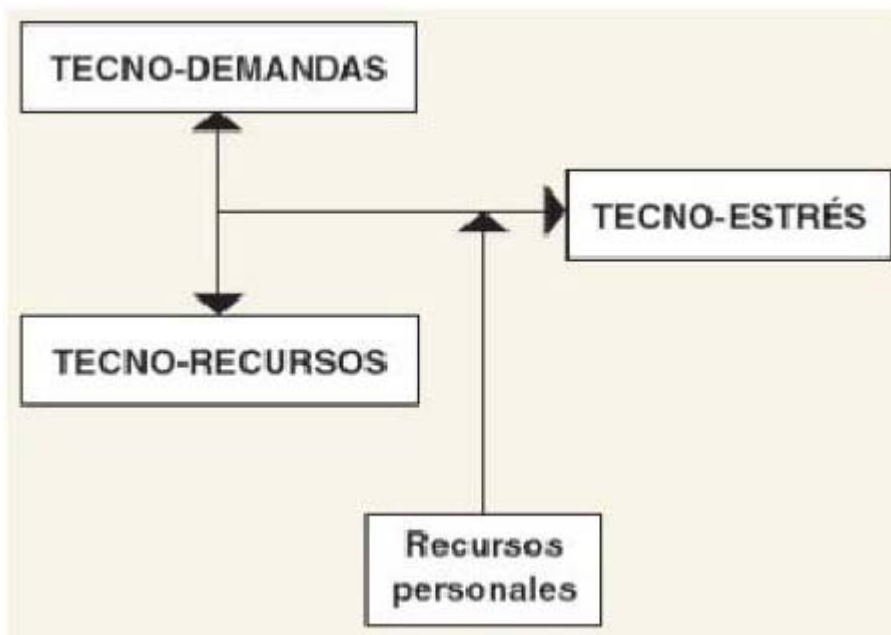 TECNO-DEMANDAS
TECNO-ESTRÉS
TECNO-RECURSOS
Recursos
personales